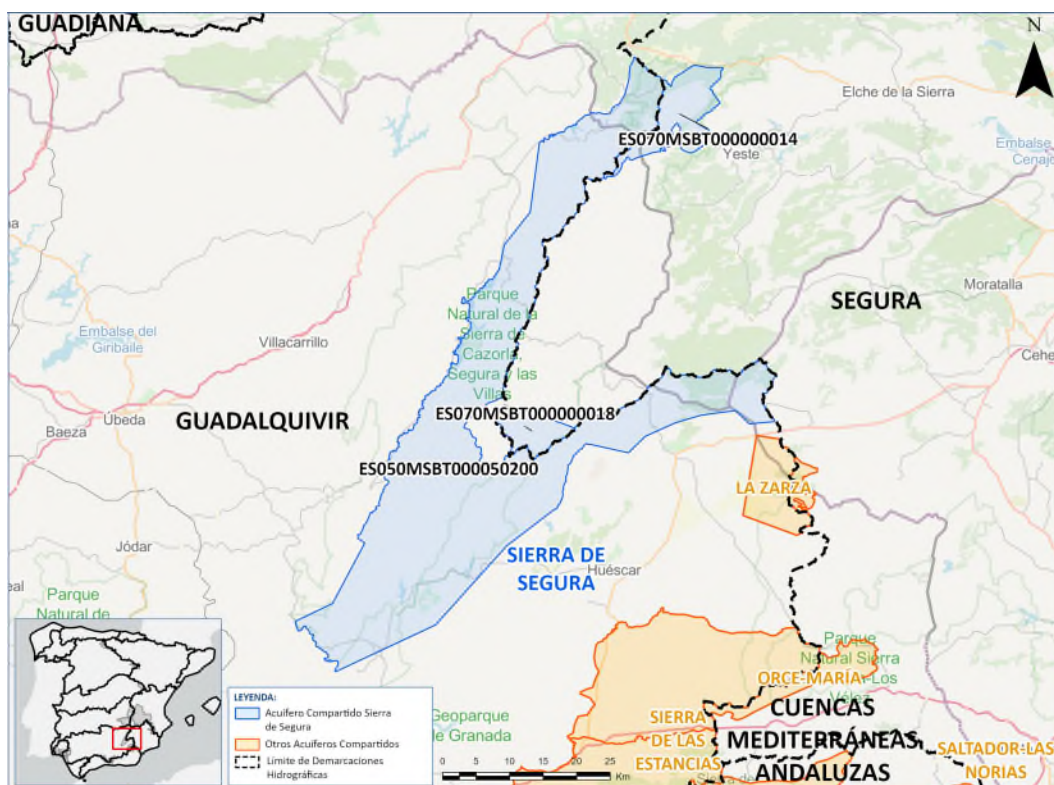 GUADIANA
N
Elche de la Sierra
ES070MSBT000000014
Yeste
Embalse
Cenajo
Parque
Natural de la
Sierra de
Cazorla,
Segura y las
Villas
SEGURA
Moratalla
Embalse del
Giribaile
Villacarrillo
Cehe
ES070MSBT000000018
Úbeda
Baeza
GUADALQUIVIR
ES050MSBT000050200
LA ZARZA
Jódar
SIERRA DE
SEGURA
Huéscar
eal
Parque
Natural de
Parque
Natural Sierra
Los
Vélez
ORCE-MARÍA
CUENCAS
MEDITERRÁNEAS
ANDALUZAS
SIERRA
DE LAS
ESTANCIAS
SALTADOR-LAS
NORIAS
Geoparque
de Granada
Sierra de
LEYENDA:
Acuífero Compartido Sierra
de Segura
Otros Acuíferos Compartidos
Límite de Demarcaciones
Hidrográficas
0 5 10 15 20 25
Km